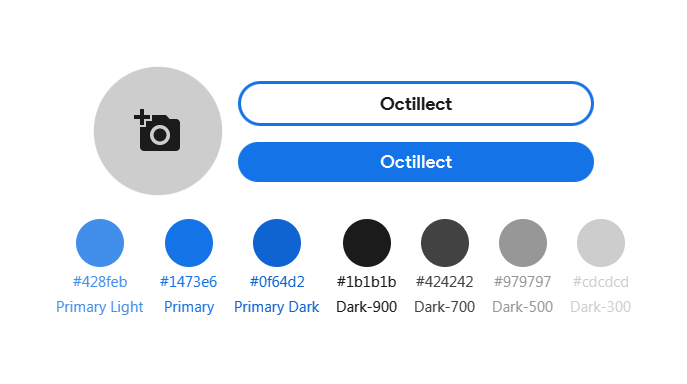 Octillect
Octillect
#428feb #1473e6 #0f64d2 #1b1b1b #424242 #979797 #cdcdcd
Primary Light Primary Primary Dark Dark-900 Dark-700 Dark-500 Dark-300